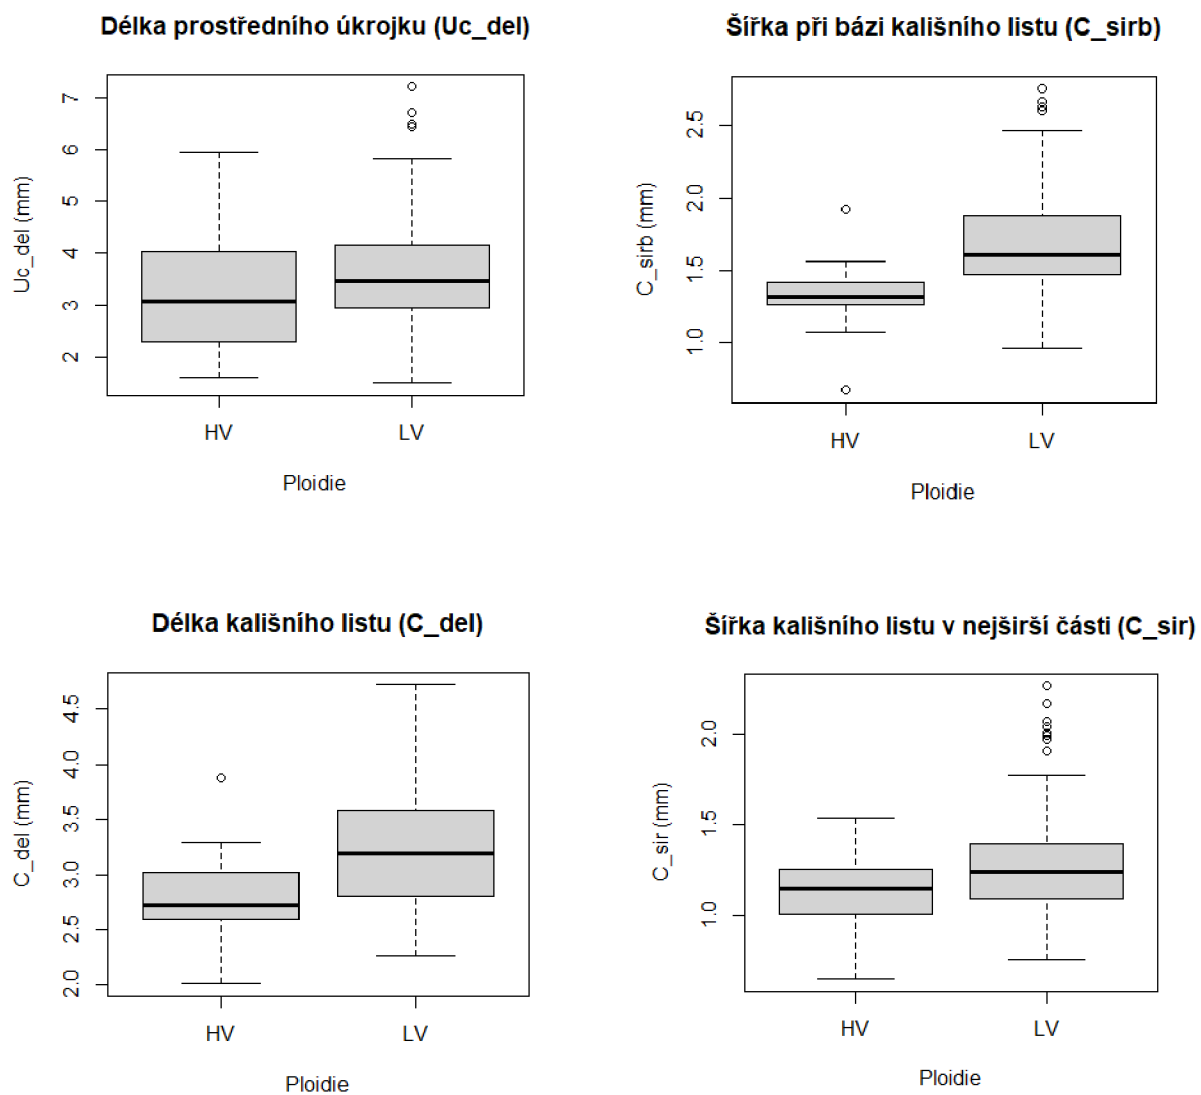 Délka prostředního úkrojku (Uc_del)
Uc_del (mm)
7
6
5
4
3
2
HV LV
Ploidie
Šířka při bázi kališního listu (C_sirb)
C_sirb (mm)
2.5
2.0
1.5
1.0
HV LV
Ploidie
Délka kališního listu (C_del)
C_del (mm)
4.5
4.0
3.5
3.0
2.5
2.0
HV LV
Ploidie
Šířka kališního listu v nejširší části (C_sir)
C_sir (mm)
2.0
1.5
1.0
HV LV
Ploidie